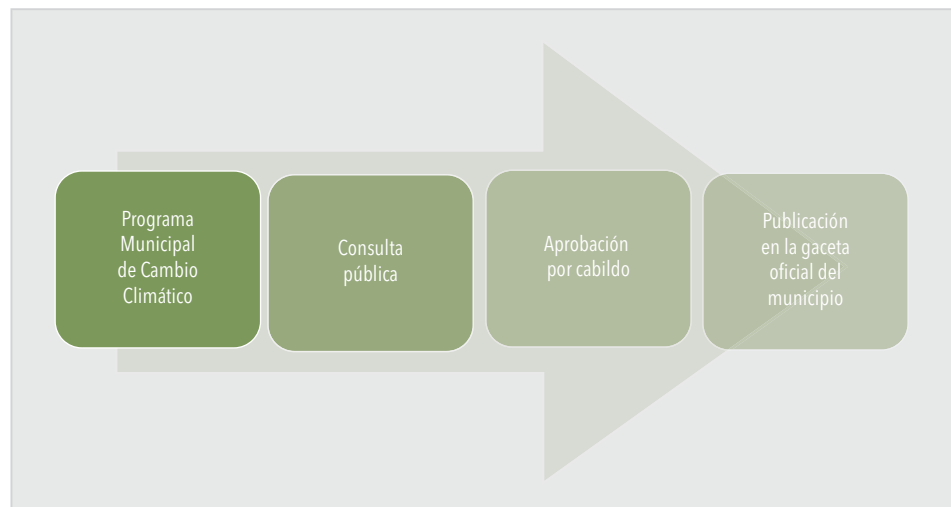 Programa
Municipal
de Cambio
Climático
Consulta
pública
Aprobación
por cabildo
Publicación
en la gaceta
oficial del
municipio